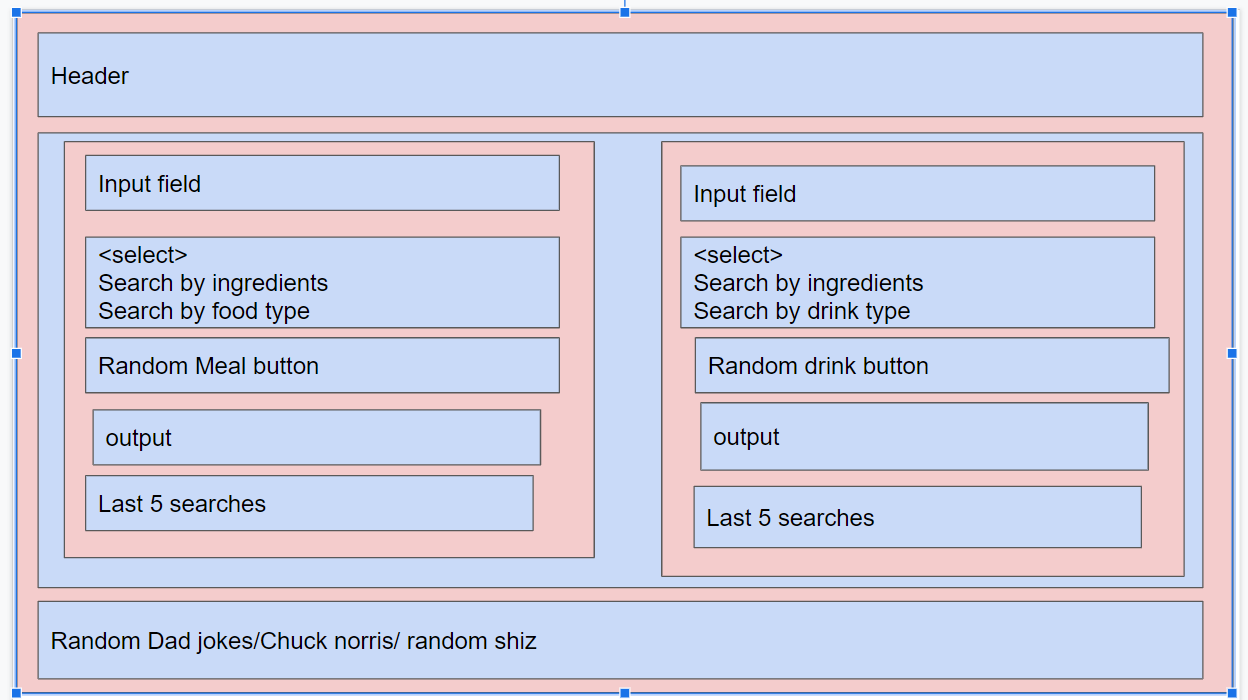 Header
Input field
<select>
Search by ingredients
Search by food type
Random Meal button
output
Last 5 searches
Input field
<select>
Search by ingredients
Search by drink type
Random drink button
output
Last 5 searches
Random Dad jokes/Chuck norris/ random shiz